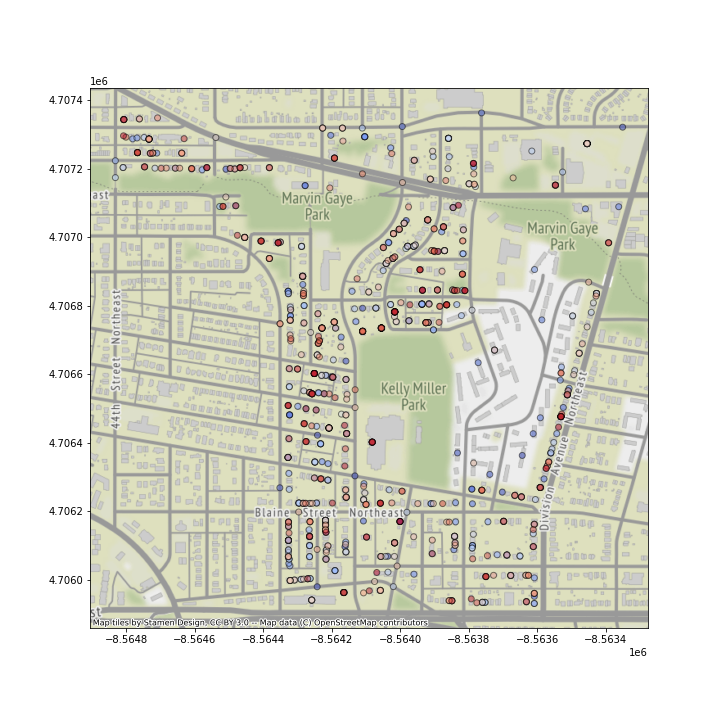 1e6
4.7074
4.7072
4.7070
4.7068
4.7066
4.7064
4.7062
4.7060
Marvin Gaye
Park
Marvin Gaye
Park
ast
44th Street Northeast
Kelly Miller
Park
Division Avenue Northeast
Blaine Street Northeast
st
Map tiles by Stamen Design, CC BY 3.0 -- Map data (C) OpenStreetMap contributors
−8.5648 −8.5646 −8.5644 −8.5642 −8.5640 −8.5638 −8.5636 −8.5634
1e6